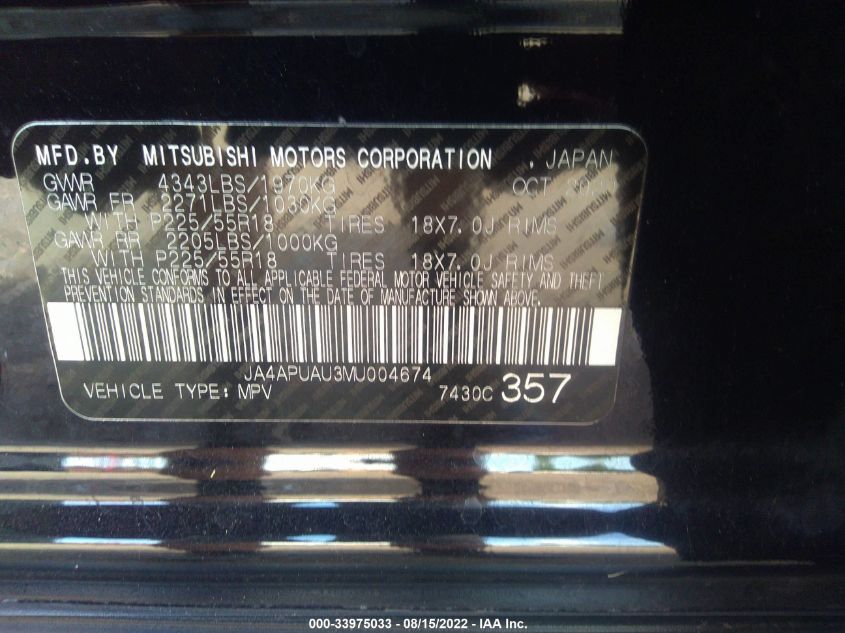 MFD.BY MITSUBISHI MOTORS CORPORATION , JAPAN
GVWR 4343LBS/1970KG OCT
GAWR FR 2271LBS/1030KG
WITH P225/55R18 TIRES 18X7.0J RIMS
GAWR RR 2205LBS/1000KG
WITH P225/55R18 TIRES 18X7.0J RIMS
THIS VEHICLE CONFORMS TO ALL APPLICABLE FEDERAL MOTOR VEHICLE SAFETY AND THEFT
PREVENTION STANDARDS IN EFFECT ON THE DATE OF MANUFACTURE SHOWN ABOVE.
JA4APUAU3MU004674
VEHICLE TYPE: MPV 7430C 357
000-33975033 - 08/15/2022 - IAA Inc.